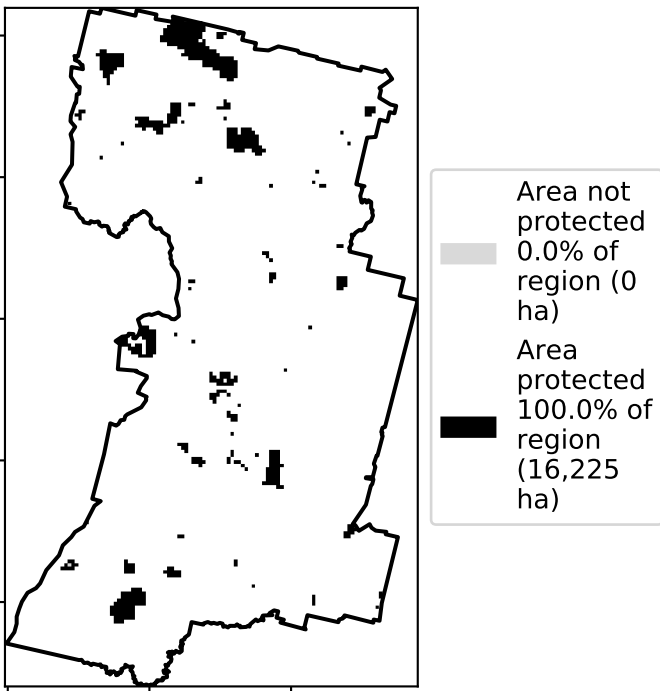 Area not
protected
0.0% of
region (0
ha)
Area
protected
100.0% of
region
(16,225
ha)